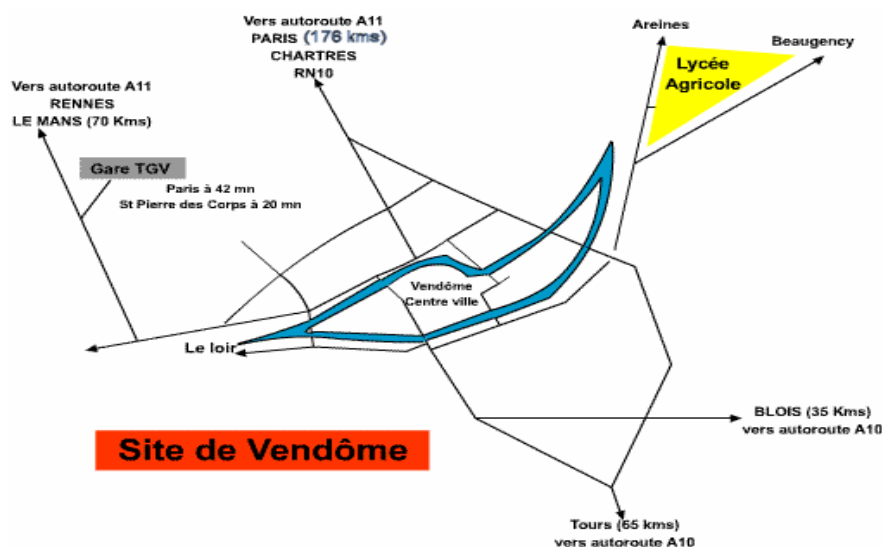 Vers autoroute A11
PARIS (176 kms)
CHARTRES
RN10
Areines
Beaugency
Lycée
Agricole
Vers autoroute A11
RENNES
LE MANS (70 Kms)
Gare TGV
Paris à 42 mn
St Pierre des Corps à 20 mn
Vendôme
Centre ville
Le loir
BLOIS (35 Kms)
vers autoroute A10
Site de Vendôme
Tours (65 kms)
vers autoroute A10